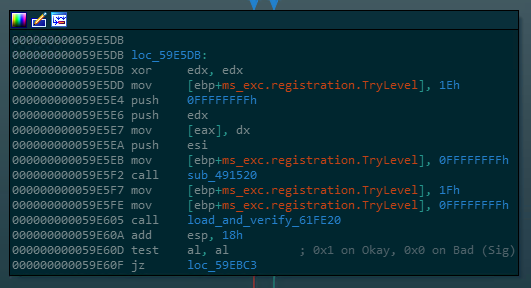 000000000059E5DB
000000000059E5DB loc_59E5DB:
000000000059E5DB xor edx, edx
000000000059E5DD mov [ebp+ms_exc.registration.TryLevel], 1Eh
000000000059E5E4 push 0FFFFFFFFh
000000000059E5E6 push edx
000000000059E5E7 mov [eax], dx
000000000059E5EA push esi
000000000059E5EB mov [ebp+ms_exc.registration.TryLevel], 0FFFFFFFFh
000000000059E5F2 call sub_491520
000000000059E5F7 mov [ebp+ms_exc.registration.TryLevel], 1Fh
000000000059E5FE mov [ebp+ms_exc.registration.TryLevel], 0FFFFFFFFh
000000000059E605 call load_and_verify_61FE20
000000000059E60A add esp, 18h
000000000059E60D test al, al ; 0x1 on Okay, 0x0 on Bad (Sig)
000000000059E60F jz loc_59EBC3